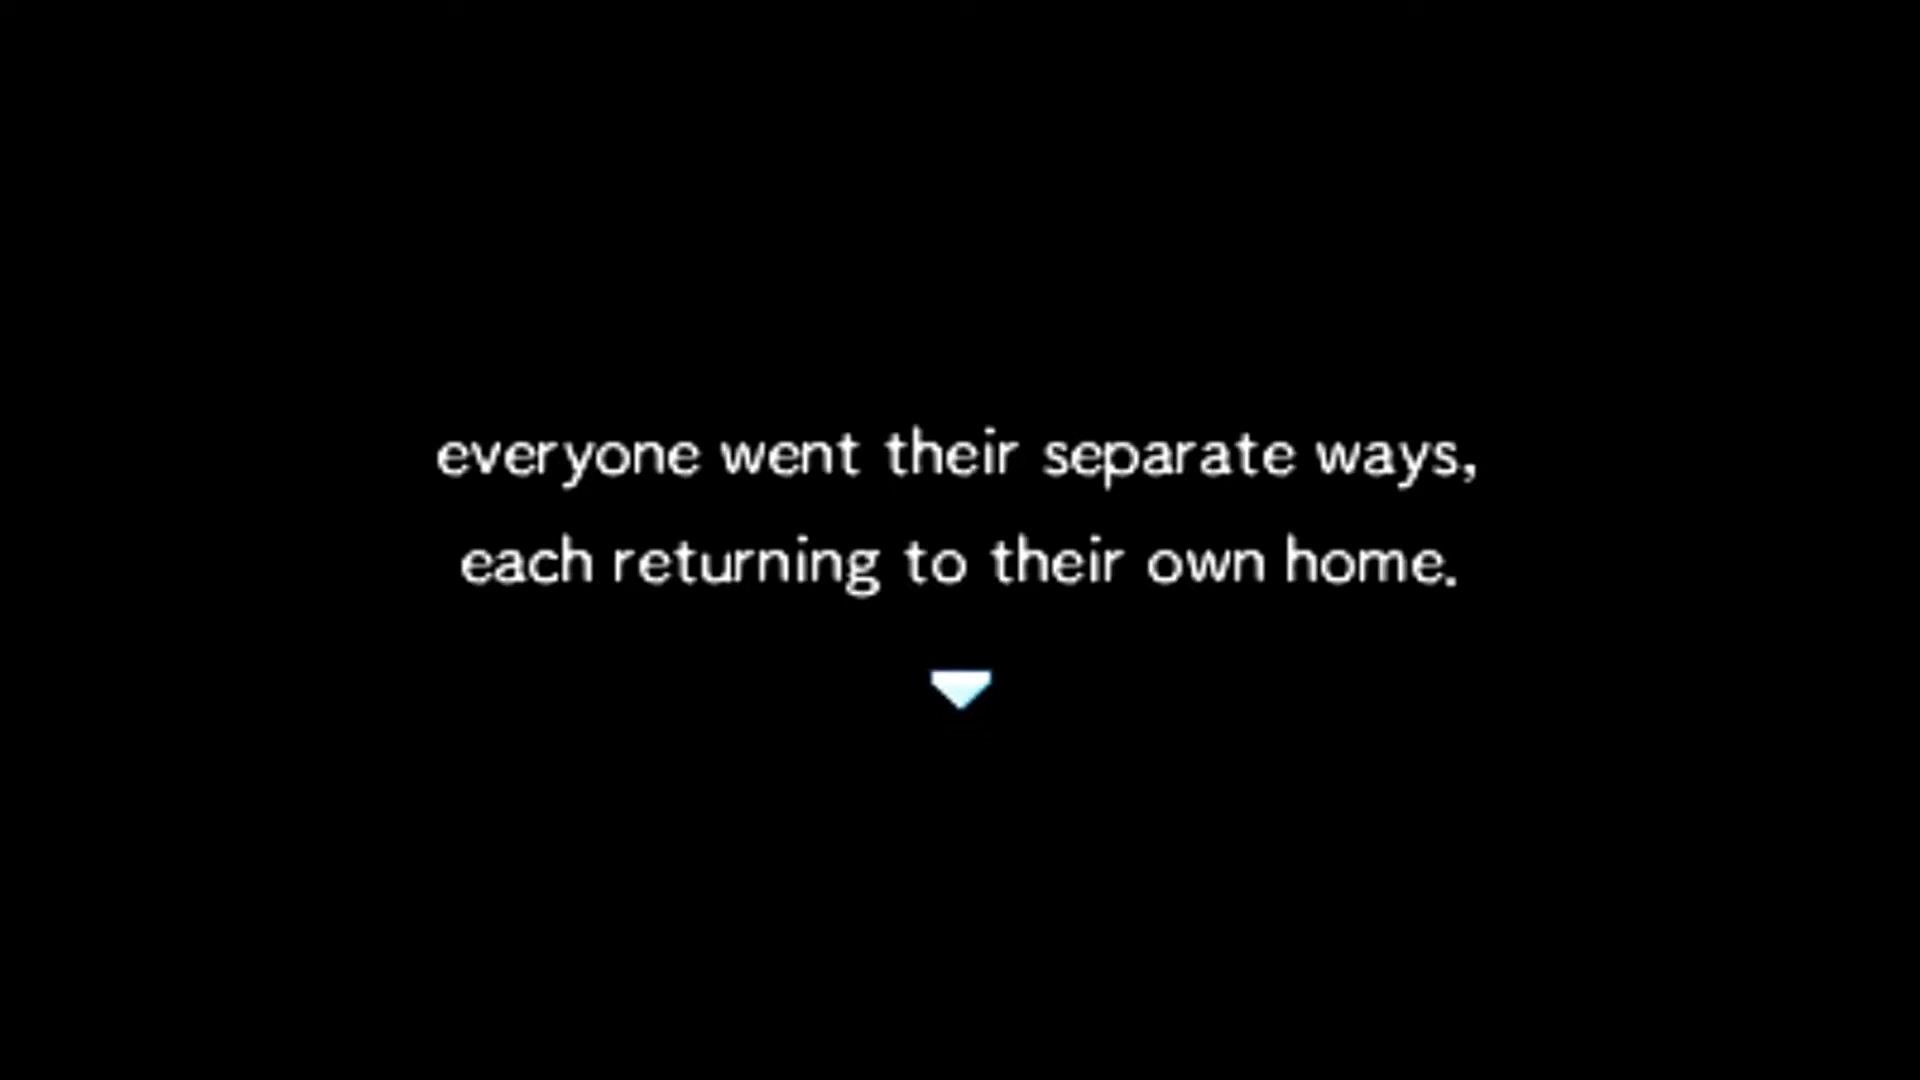 everyone went their separate ways,
each returning to their own home.